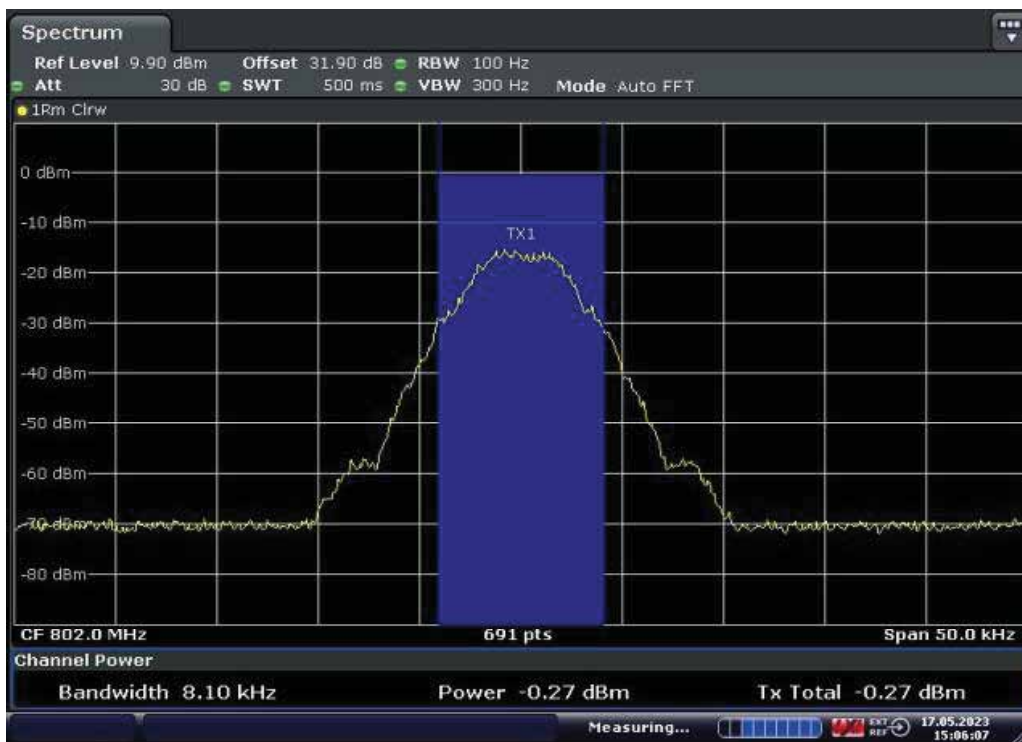 Spectrum
Ref Level 9.90 dBm Offset 31.90 dB RBW 100 Hz
Att 30 dB SWT 500 ms VBW 300 Hz Mode Auto FFT
1Rm Clrw
0 dBm
-10 dBm
TX1
-20 dBm
-30 dBm
-40 dBm
-50 dBm
-60 dBm
-70 dBm
-80 dBm
CF 802.0 MHz 691 pts Span 50.0 kHz
Channel Power
Bandwidth 8.10 kHz Power -0.27 dBm Tx Total -0.27 dBm
Measuring... EXT REF 17.05.2023
15:06:07